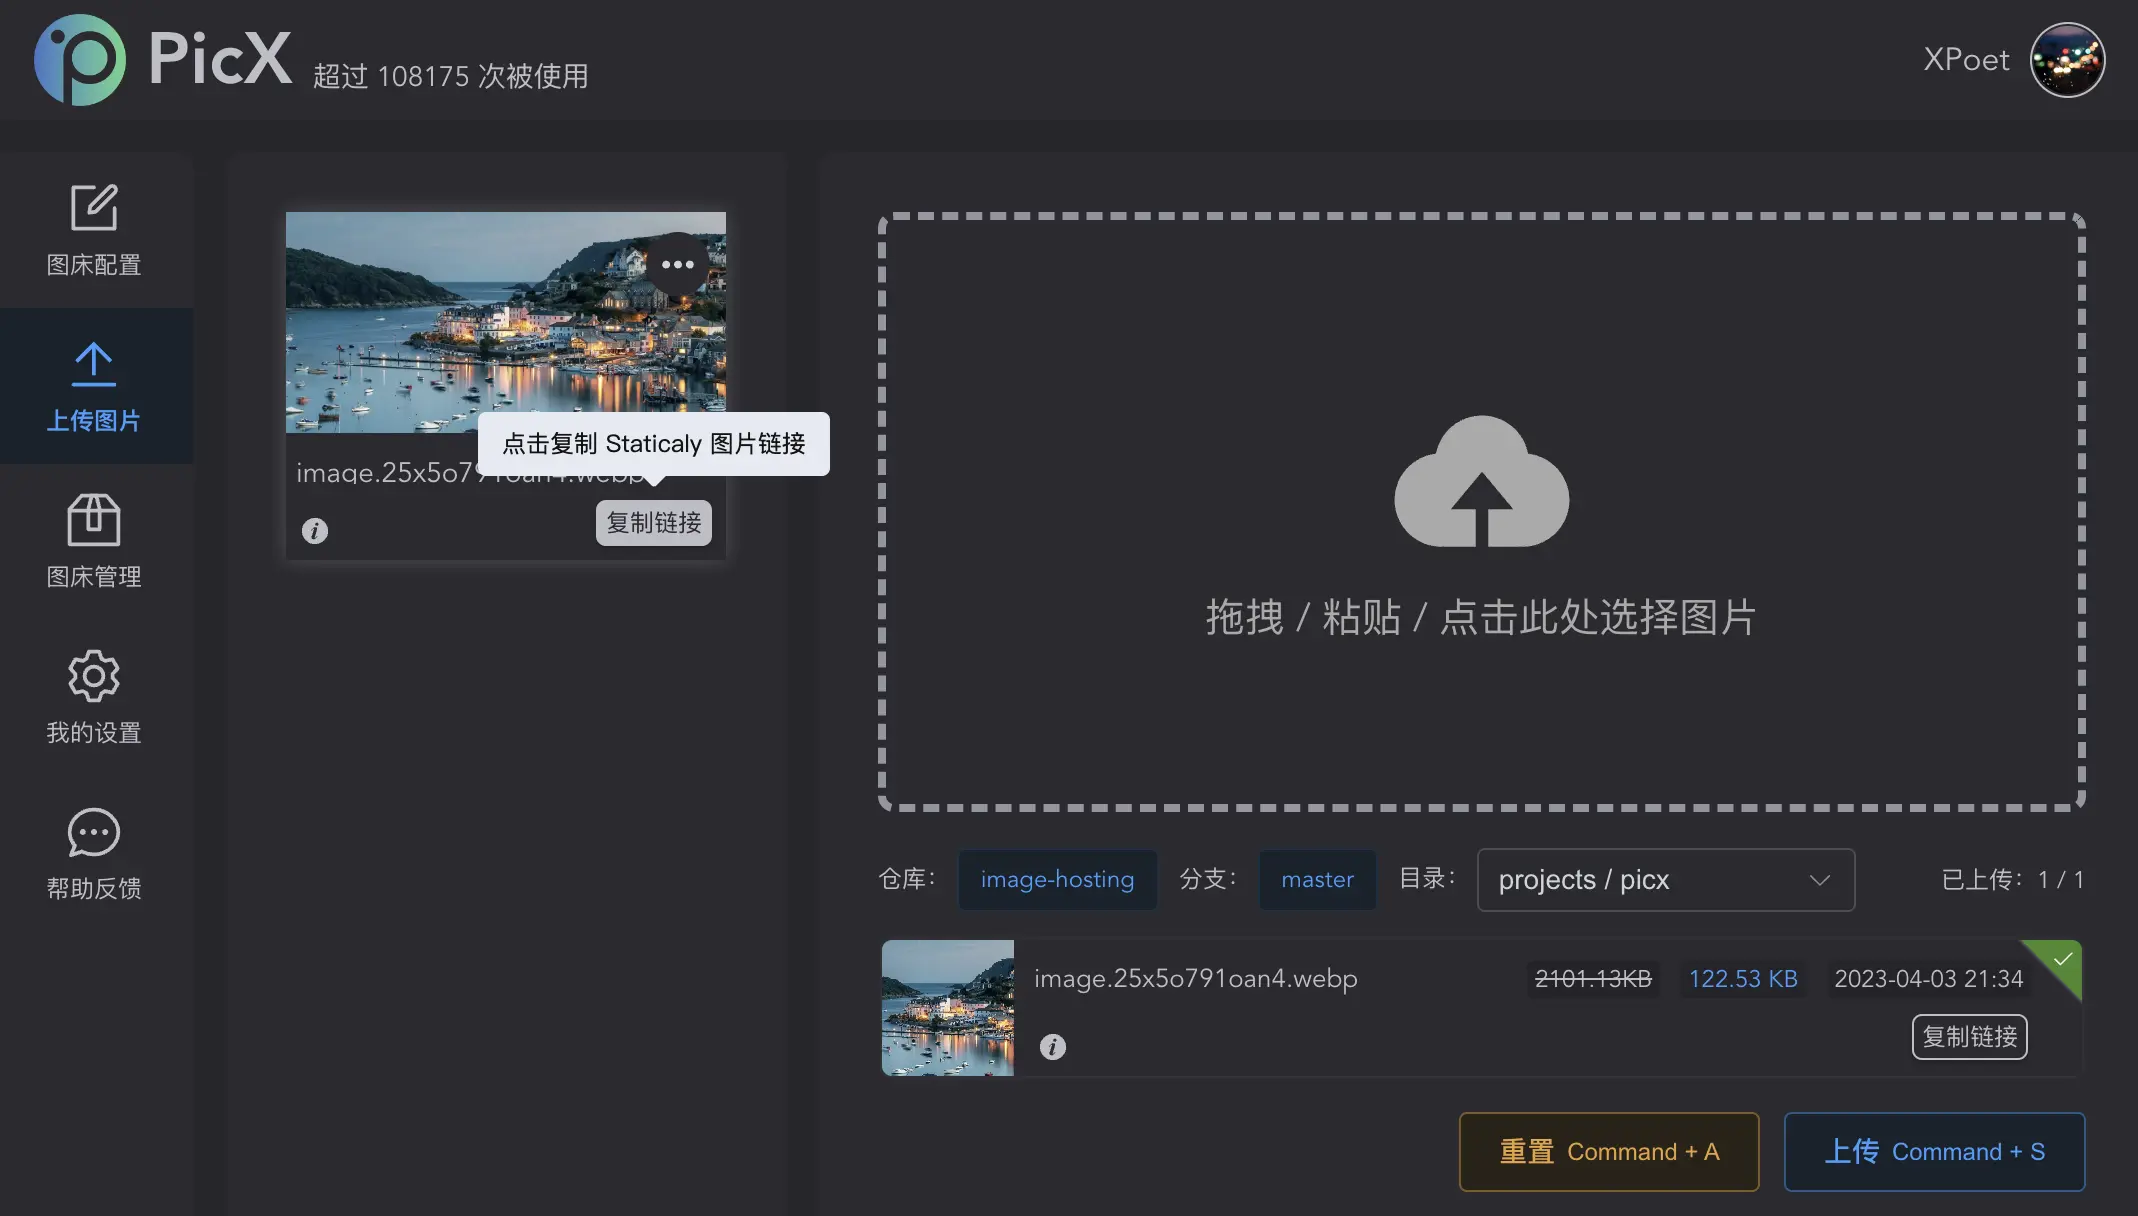 PicX
超过 108175 次被使用
XPoet
图床配置
上传图片
图床管理
我的设置
帮助反馈
点击复制 Staticaly 图片链接
image.25x5o791oan4.webp
复制链接
拖拽 / 粘贴 / 点击此处选择图片
仓库: image-hosting 分支: master 目录: projects / picx 已上传: 1 / 1
image.25x5o791oan4.webp 2101.13KB 122.53 KB 2023-04-03 21:34
复制链接
重置 Command + A
上传 Command + S